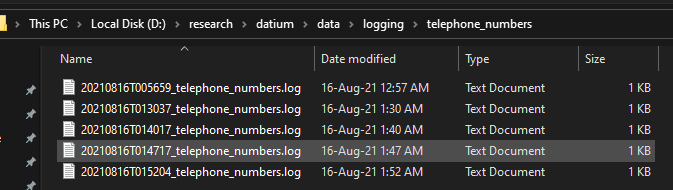 This PC > Local Disk (D:) > research > datium > data > logging > telephone_numbers
Name Date modified Type Size
20210816T005659_telephone_numbers.log 16-Aug-21 12:57 AM Text Document 1 KB
20210816T013037_telephone_numbers.log 16-Aug-21 1:30 AM Text Document 1 KB
20210816T014017_telephone_numbers.log 16-Aug-21 1:40 AM Text Document 1 KB
20210816T014717_telephone_numbers.log 16-Aug-21 1:47 AM Text Document 1 KB
20210816T015204_telephone_numbers.log 16-Aug-21 1:52 AM Text Document 1 KB